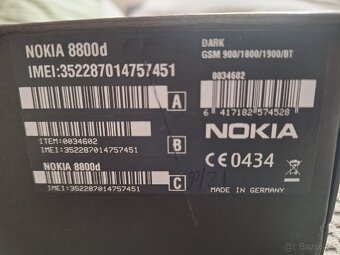 NOKIA 8800d
IMEI:352287014757451
A
ITEM:0034602
IMEI:352287014757451
B
NOKIA 8800d
IMEI:352287014757451
C
DARK
GSM 900/1800/1900/BT
0034602
6 417182 574528
NOKIA
CE0434
MADE IN GERMANY